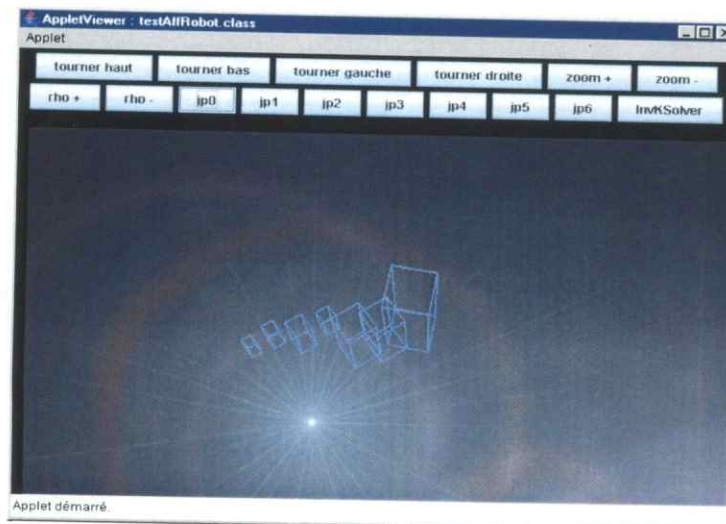 AppletViewer : testAffRobot.class
Applet
tourner haut tourner bas tourner gauche tourner droite zoom + zoom -
rho + rho - jp0 jp1 jp2 jp3 jp4 jp5 jp6 InvKSolver
Applet démarré.